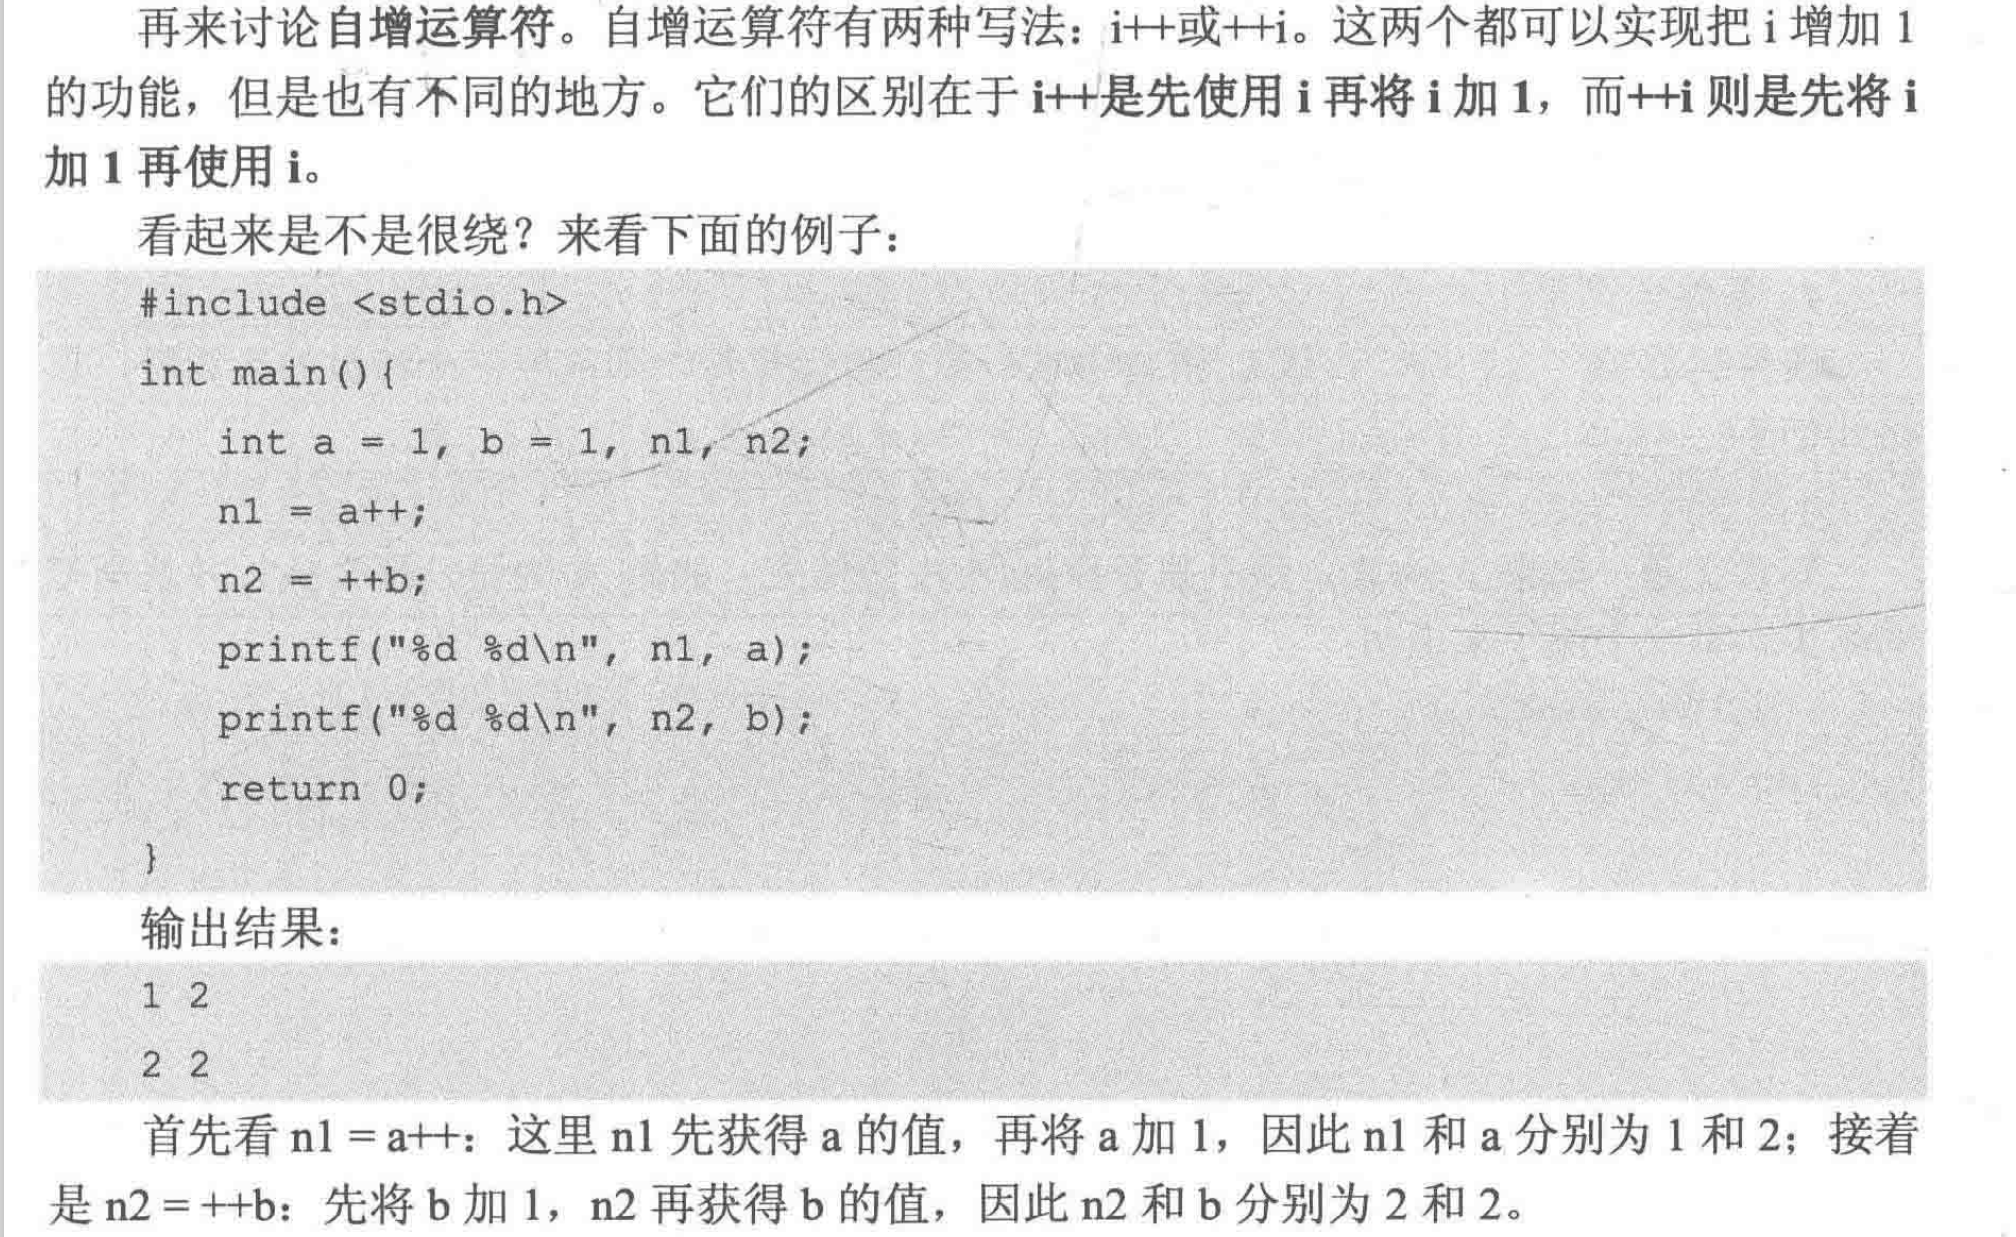 再来讨论自增运算符。自增运算符有两种写法：i++或++i。这两个都可以实现把 i 增加 1
的功能，但是也有不同的地方。它们的区别在于 i++是先使用 i 再将 i 加 1，而++i 则是先将 i
加 1 再使用 i。
看起来是不是很绕？来看下面的例子：
#include <stdio.h>
int main(){
int a = 1, b = 1, n1, n2;
n1 = a++;
n2 = ++b;
printf("%d %d\n", n1, a);
printf("%d %d\n", n2, b);
return 0;
}
输出结果：
1 2
2 2
首先看 n1 = a++：这里 n1 先获得 a 的值，再将 a 加 1，因此 n1 和 a 分别为 1 和 2；接着
是 n2 = ++b：先将 b 加 1，n2 再获得 b 的值，因此 n2 和 b 分别为 2 和 2。